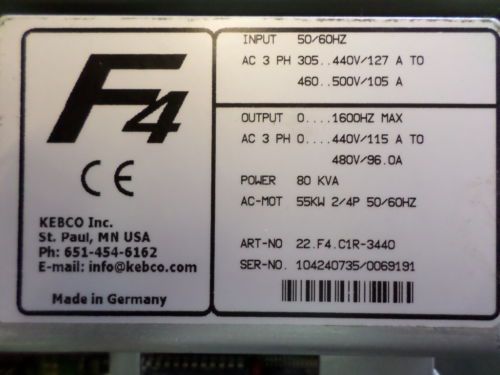 F4
CE
KEBCO Inc.
St. Paul, MN USA
Ph: 651-454-6162
E-mail: info@kebco.com
Made in Germany
INPUT 50/60HZ
AC 3 PH 305..440V/127 A TO
460..500V/105 A
OUTPUT 0....1600HZ MAX
AC 3 PH 0....440V/115 A TO
480V/96.0A
POWER 80 KVA
AC-MOT 55KW 2/4P 50/60HZ
ART-NO 22.F4.C1R-3440
SER-NO. 104240735/0069191